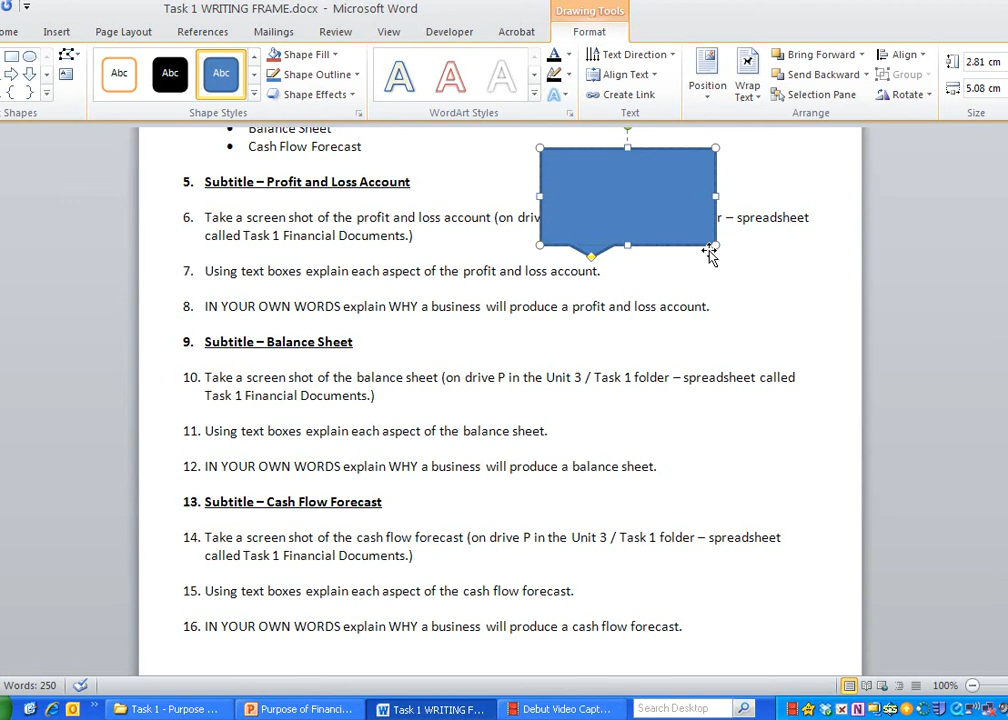 Task 1 WRITING FRAME.docx - Microsoft Word
Drawing Tools
ome Insert Page Layout References Mailings Review View Developer Acrobat Format
Abc Abc Abc
Shape Fill
Shape Outline
Shape Effects
A A A
A
A
Text Direction
Align Text
Create Link
Position
Wrap
Text
Bring Forward
Send Backward
Selection Pane
Align
Group
Rotate
2.81 cm
5.08 cm
Shapes Shape Styles WordArt Styles Text Arrange Size
• Balance Sheet
• Cash Flow Forecast
5. Subtitle – Profit and Loss Account
6. Take a screen shot of the profit and loss account (on driv r – spreadsheet
called Task 1 Financial Documents.)
7. Using text boxes explain each aspect of the profit and loss account.
8. IN YOUR OWN WORDS explain WHY a business will produce a profit and loss account.
9. Subtitle – Balance Sheet
10. Take a screen shot of the balance sheet (on drive P in the Unit 3 / Task 1 folder – spreadsheet called
Task 1 Financial Documents.)
11. Using text boxes explain each aspect of the balance sheet.
12. IN YOUR OWN WORDS explain WHY a business will produce a balance sheet.
13. Subtitle – Cash Flow Forecast
14. Take a screen shot of the cash flow forecast (on drive P in the Unit 3 / Task 1 folder – spreadsheet
called Task 1 Financial Documents.)
15. Using text boxes explain each aspect of the cash flow forecast.
16. IN YOUR OWN WORDS explain WHY a business will produce a cash flow forecast.
Words: 250 100%
Task 1 - Purpose ... Purpose of Financi... Task 1 WRITING F... Debut Video Capt... Search Desktop